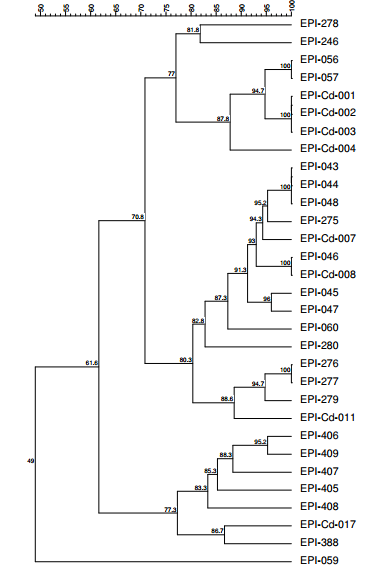 50 55 60 65 70 75 80 85 90 95 100
EPI-278
81.8
EPI-246
77
EPI-056
100
EPI-057
94.7
EPI-Cd-001
EPI-Cd-002
100
87.8
EPI-Cd-003
EPI-Cd-004
70.8
EPI-043
EPI-044
100
EPI-048
95.2
EPI-275
94.3
EPI-Cd-007
93
EPI-046
100
EPI-Cd-008
91.3
EPI-045
96
EPI-047
87.3
EPI-060
82.8
EPI-280
80.3
EPI-276
100
EPI-277
94.7
EPI-279
88.6
EPI-Cd-011
61.6
EPI-406
95.2
EPI-409
88.3
EPI-407
85.3
EPI-405
83.3
EPI-408
77.3
EPI-Cd-017
86.7
EPI-388
49
EPI-059